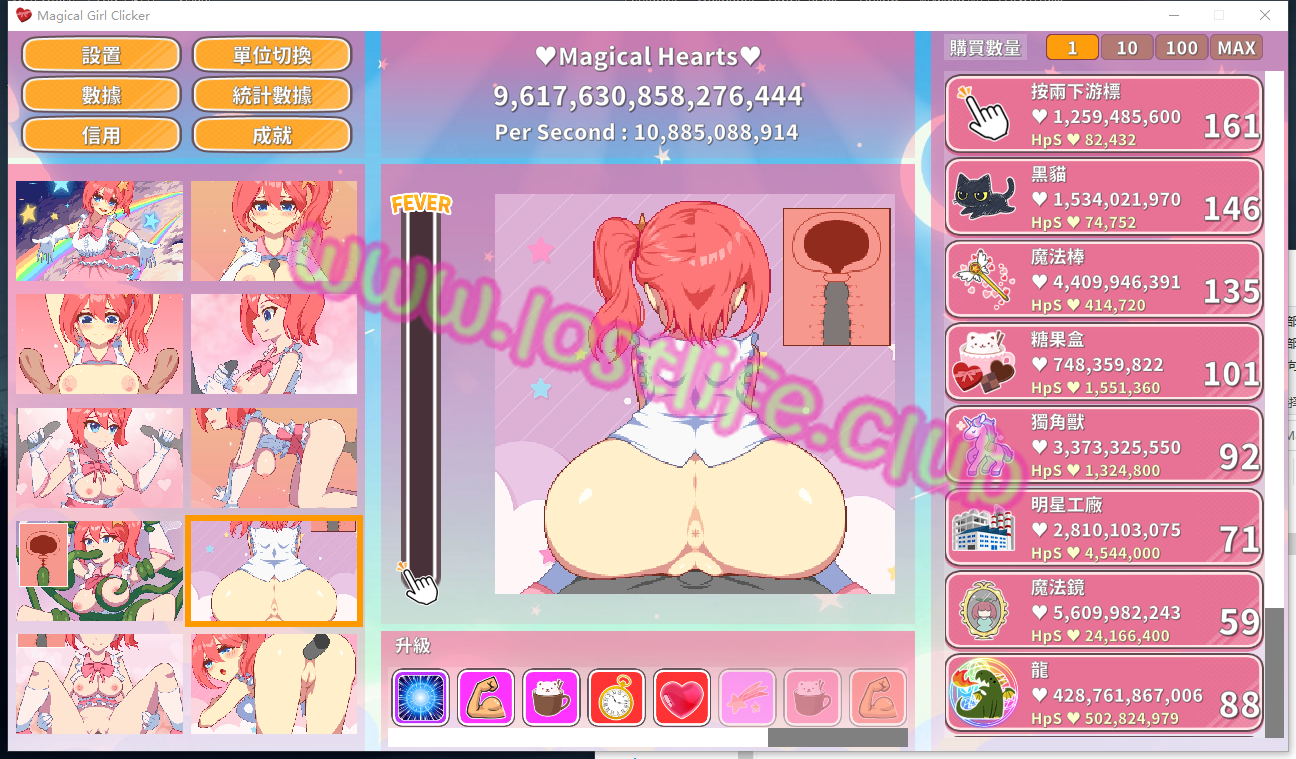 Magical Girl Clicker
設置
單位切換
數據
統計數據
信用
成就
♥Magical Hearts♥
9,617,630,858,276,444
Per Second : 10,885,088,914
FEVER
www.lostlife.club
升級
購買數量
1
10
100
MAX
按兩下游標
♥ 1,259,485,600
HpS ♥ 82,432
161
黑貓
♥ 1,534,021,970
HpS ♥ 74,752
146
魔法棒
♥ 4,409,946,391
HpS ♥ 414,720
135
糖果盒
♥ 748,359,822
HpS ♥ 1,551,360
101
獨角獸
♥ 3,373,325,550
HpS ♥ 1,324,800
92
明星工廠
♥ 2,810,103,075
HpS ♥ 4,544,000
71
魔法鏡
♥ 5,609,982,243
HpS ♥ 24,166,400
59
龍
♥ 428,761,867,006
HpS ♥ 502,824,979
88